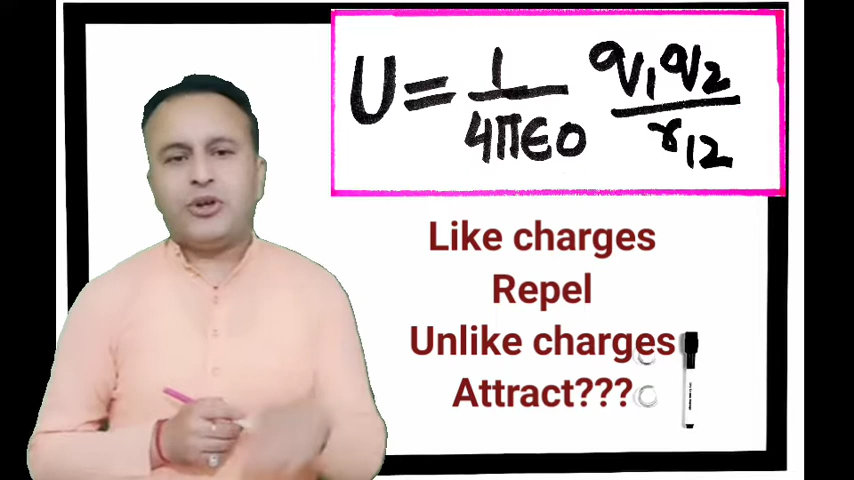 U = 1/4πε0 q1q2/r12
Like charges
Repel
Unlike charges
Attract???